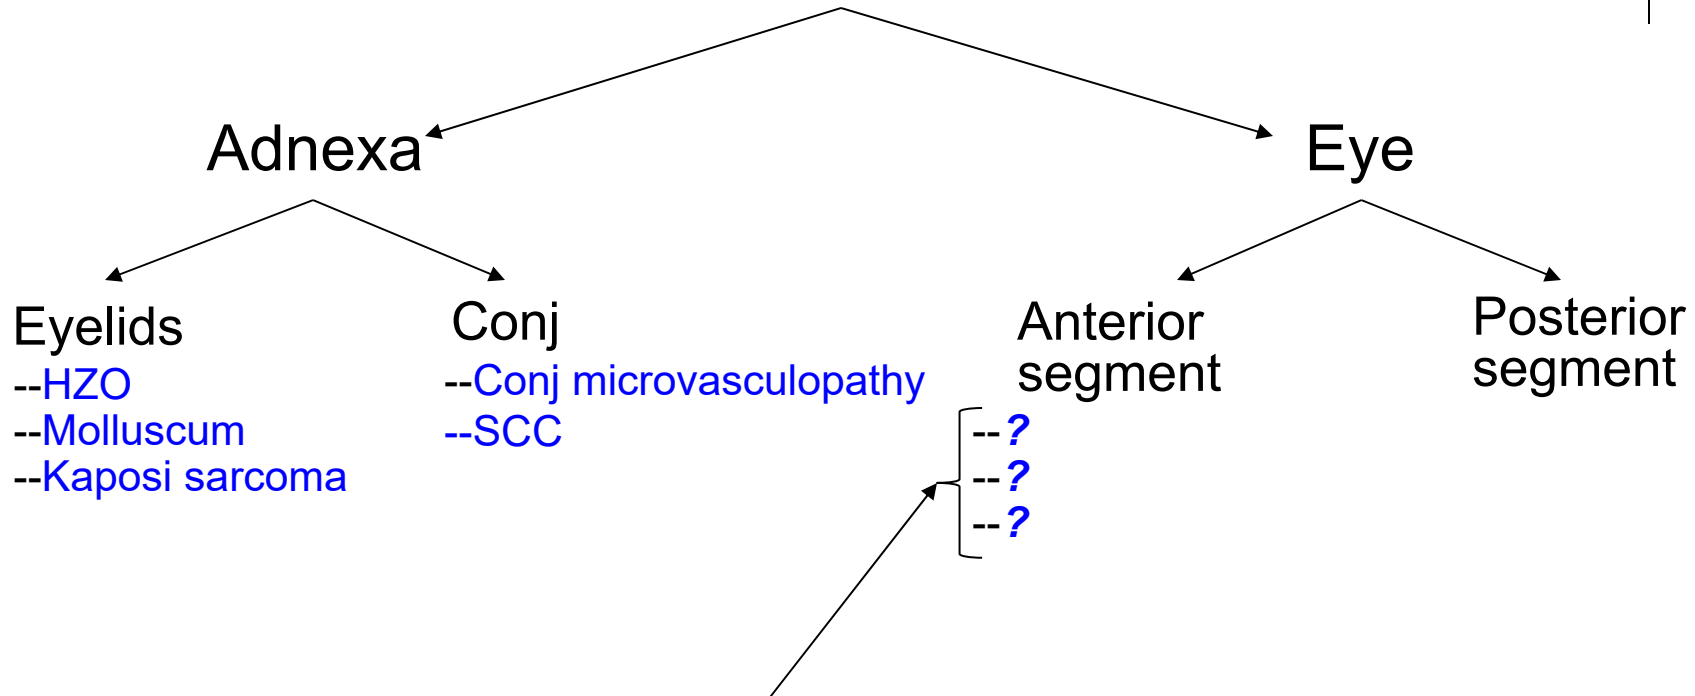 Adnexa
Eye
Eyelids
--HZO
--Molluscum
--Kaposi sarcoma
Conj
--Conj microvasculopathy
--SCC
Anterior
segment
--?
--?
--?
Posterior
segment